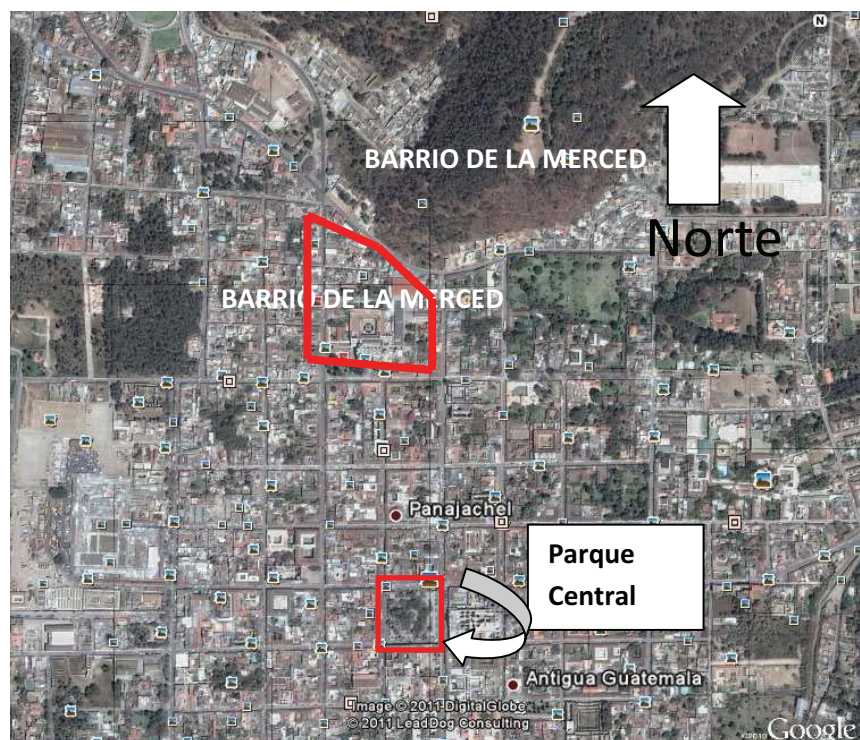 N
BARRIO DE LA MERCED
Norte
BARRIO DE LA MERCED
Panajachel
Parque
Central
Antigua Guatemala
Image © 2011 DigitalGlobe
© 2011 LeadDog Consulting
©2010 Google